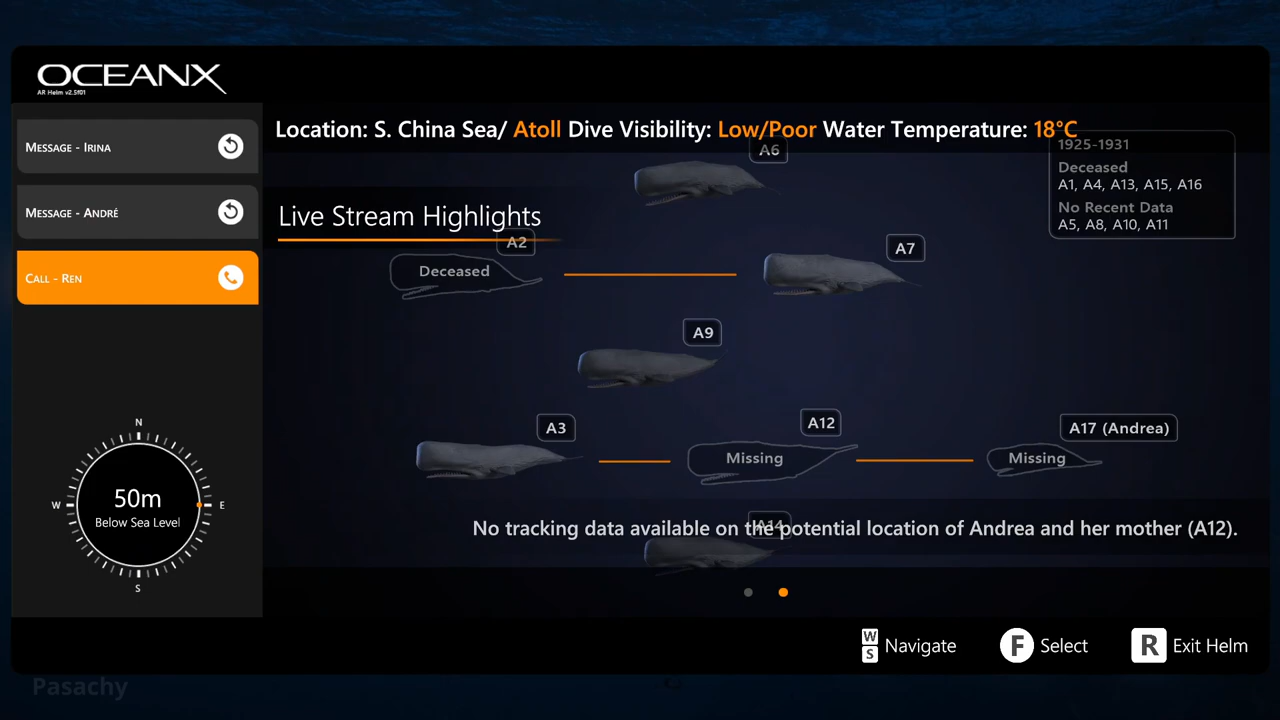 OCEANX
AR Helm v2.5f01
Message - Irina
Message - André
Call - Ren
Location: S. China Sea/ Atoll Dive Visibility: Low/Poor Water Temperature: 18°C
A6
1925-1931
Deceased
A1, A4, A13, A15, A16
No Recent Data
A5, A8, A10, A11
Live Stream Highlights
A2
Deceased
A7
A9
A3
A12
Missing
A17 (Andrea)
Missing
N
W
E
S
50m
Below Sea Level
A14
No tracking data available on the potential location of Andrea and her mother (A12).
W
S
Navigate
F Select
R Exit Helm
Pasachy